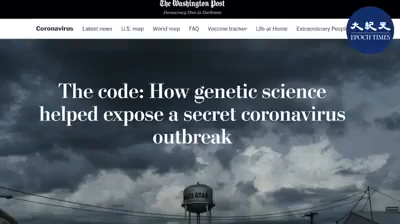 The Washington Post
Democracy Dies in Darkness
大紀元
EPOCH TIMES
Coronavirus Latest news U.S. map World map FAQ Vaccine tracker Life at Home Extraordinary People
The code: How genetic science
helped expose a secret coronavirus
outbreak